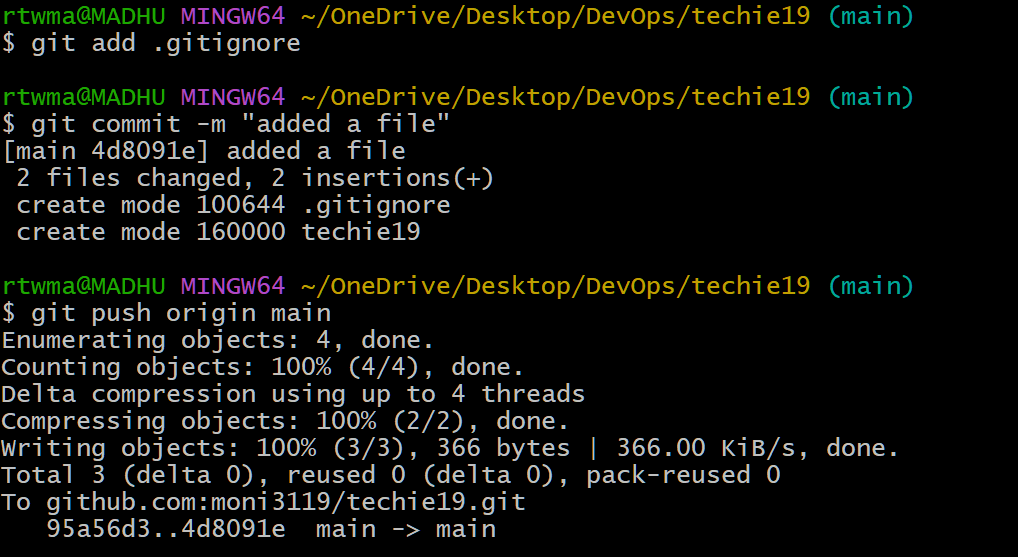 rtwma@MADHU MINGW64 ~/OneDrive/Desktop/DevOps/techie19 (main)
$ git add .gitignore
rtwma@MADHU MINGW64 ~/OneDrive/Desktop/DevOps/techie19 (main)
$ git commit -m "added a file"
[main 4d8091e] added a file
 2 files changed, 2 insertions(+)
 create mode 100644 .gitignore
 create mode 160000 techie19
rtwma@MADHU MINGW64 ~/OneDrive/Desktop/DevOps/techie19 (main)
$ git push origin main
Enumerating objects: 4, done.
Counting objects: 100% (4/4), done.
Delta compression using up to 4 threads
Compressing objects: 100% (2/2), done.
Writing objects: 100% (3/3), 366 bytes | 366.00 KiB/s, done.
Total 3 (delta 0), reused 0 (delta 0), pack-reused 0
To github.com:moni3119/techie19.git
   95a56d3..4d8091e  main -> main